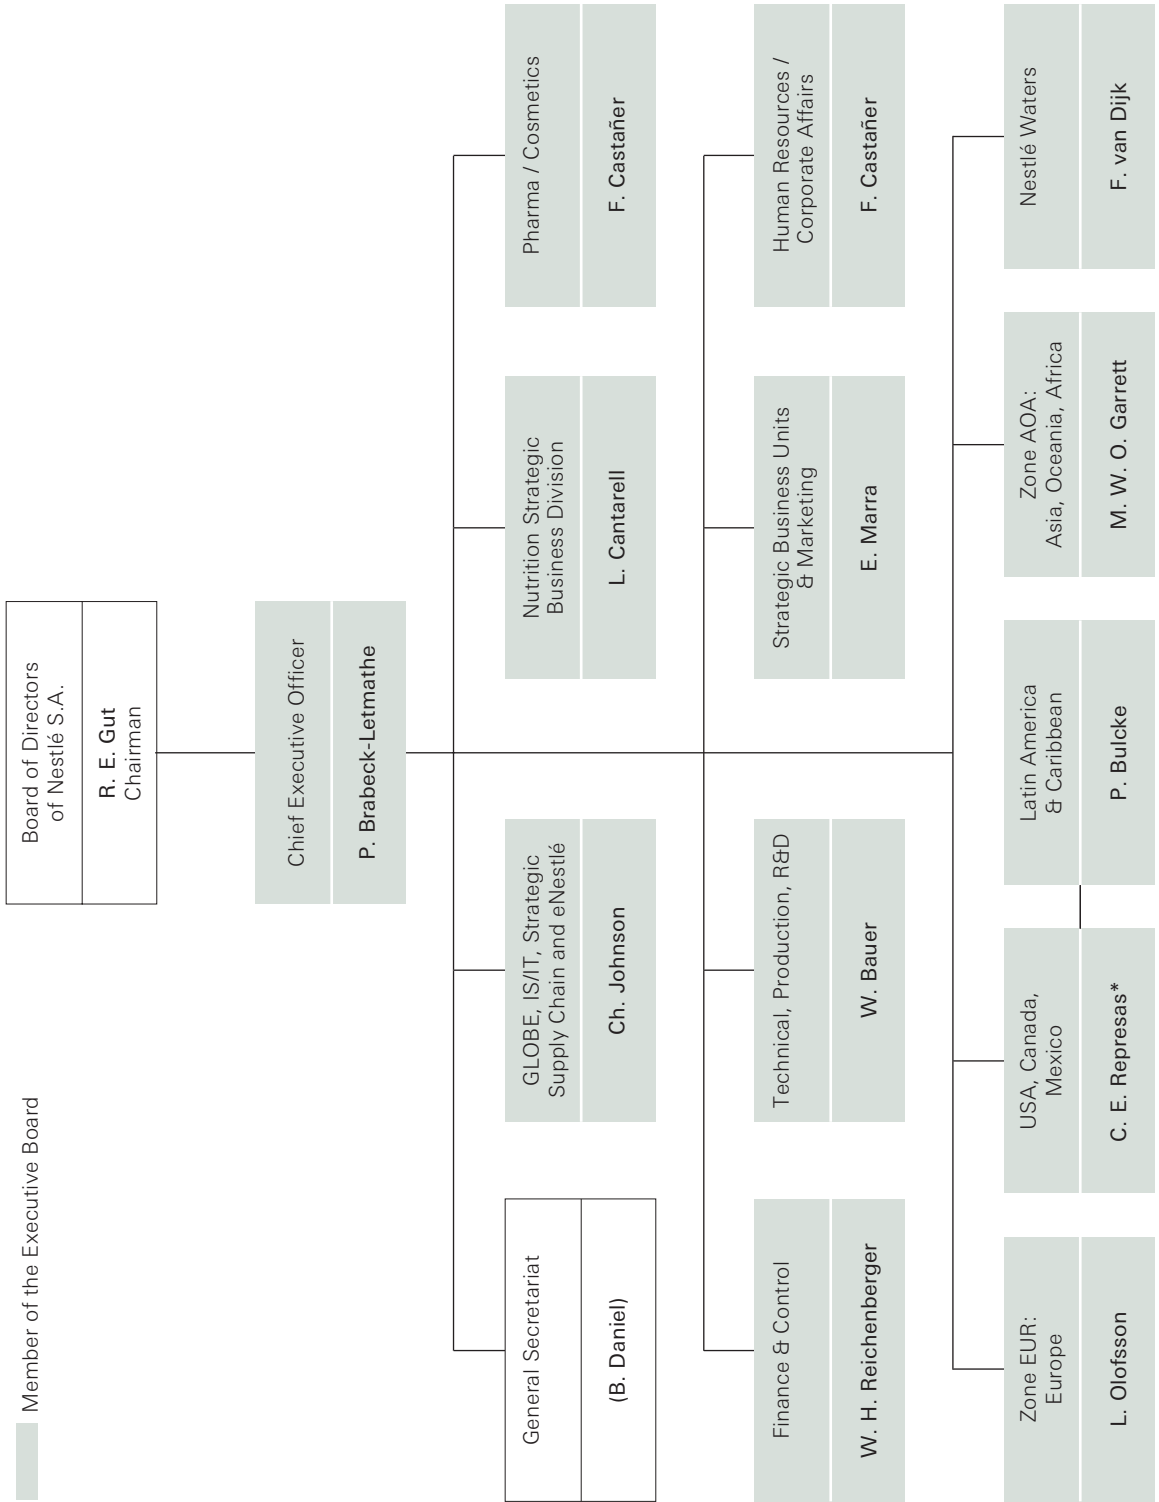 Member of the Executive Board
Board of Directors
of Nestlé S.A.
R. E. Gut
Chairman
Chief Executive Officer
P. Brabeck-Letmathe
General Secretariat
(B. Daniel)
GLOBE, IS/IT, Strategic
Supply Chain and eNestlé
Ch. Johnson
Nutrition Strategic
Business Division
L. Cantarell
Pharma / Cosmetics
F. Castañer
Finance & Control
W. H. Reichenberger
Technical, Production, R&D
W. Bauer
Strategic Business Units
& Marketing
E. Marra
Human Resources /
Corporate Affairs
F. Castañer
Zone EUR:
Europe
L. Olofsson
USA, Canada,
Mexico
C. E. Represas*
Latin America
& Caribbean
P. Bulcke
Zone AOA:
Asia, Oceania, Africa
M. W. O. Garrett
Nestlé Waters
F. van Dijk